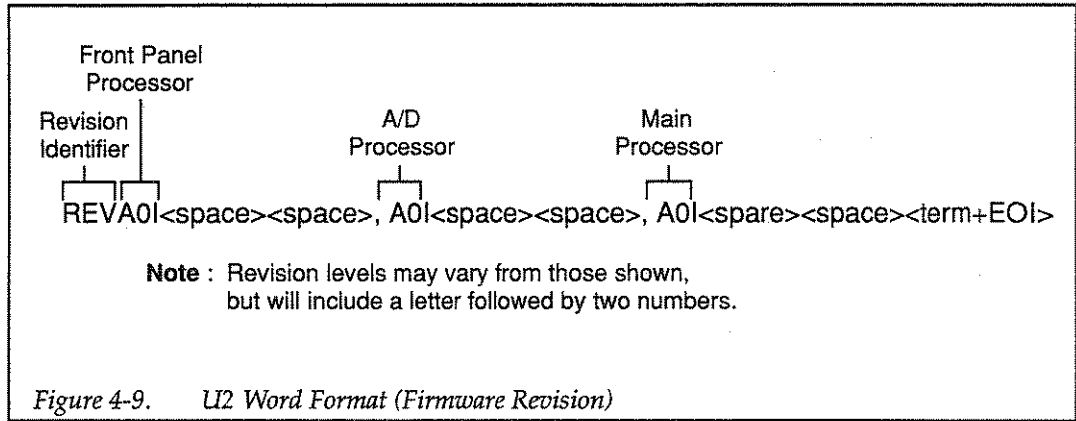 Front Panel
Processor
Revision
Identifier
A/D
Processor
Main
Processor
REVA0I<space><space>, A0I<space><space>, A0I<spare><space><term+EOI>
Note : Revision levels may vary from those shown,
but will include a letter followed by two numbers.
Figure 4-9. U2 Word Format (Firmware Revision)